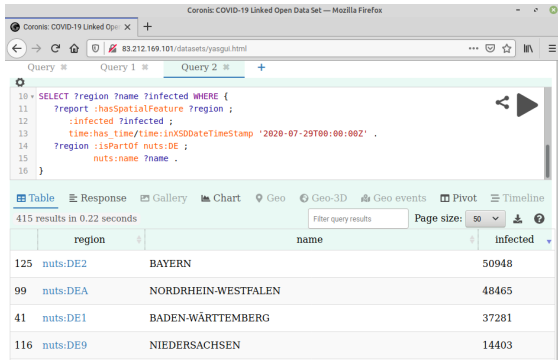 Coronis: COVID-19 Linked Open Data Set — Mozilla Firefox
Coronis: COVID-19 Linked Ope
83.212.169.101/datasets/yasgui.html
Query Query 1 Query 2 +
10 SELECT ?region ?name ?infected WHERE {
11 ?report :hasSpatialFeature ?region ;
12 :infected ?infected ;
13 time:has_time/time:inXSDDateTimeStamp '2020-07-29T00:00:00Z' .
14 ?region :isPartOf nuts:DE ;
15 nuts:name ?name .
16 }
Table Response Gallery Chart Geo Geo-3D Geo events Pivot Timeline
415 results in 0.22 seconds Filter query results Page size: 50
region name infected
125 nuts:DE2 BAYERN 50948
99 nuts:DEA NORDRHEIN-WESTFALEN 48465
41 nuts:DE1 BADEN-WÃRTTEMBERG 37281
116 nuts:DE9 NIEDERSACHSEN 14403